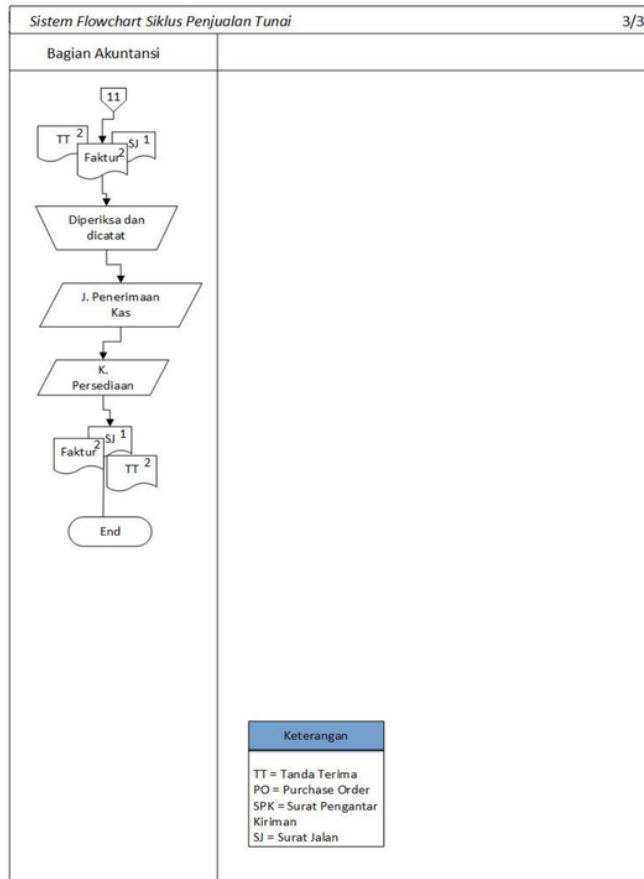 Sistem Flowchart Siklus Penjualan Tunai 3/3
Bagian Akuntansi
11
TT 2
SJ 1
Faktur 2
Diperiksa dan
dicatat
J. Penerimaan
Kas
K.
Persediaan
SJ 1
Faktur 2
TT 2
End
Keterangan
TT = Tanda Terima
PO = Purchase Order
SPK = Surat Pengantar
Kiriman
SJ = Surat Jalan